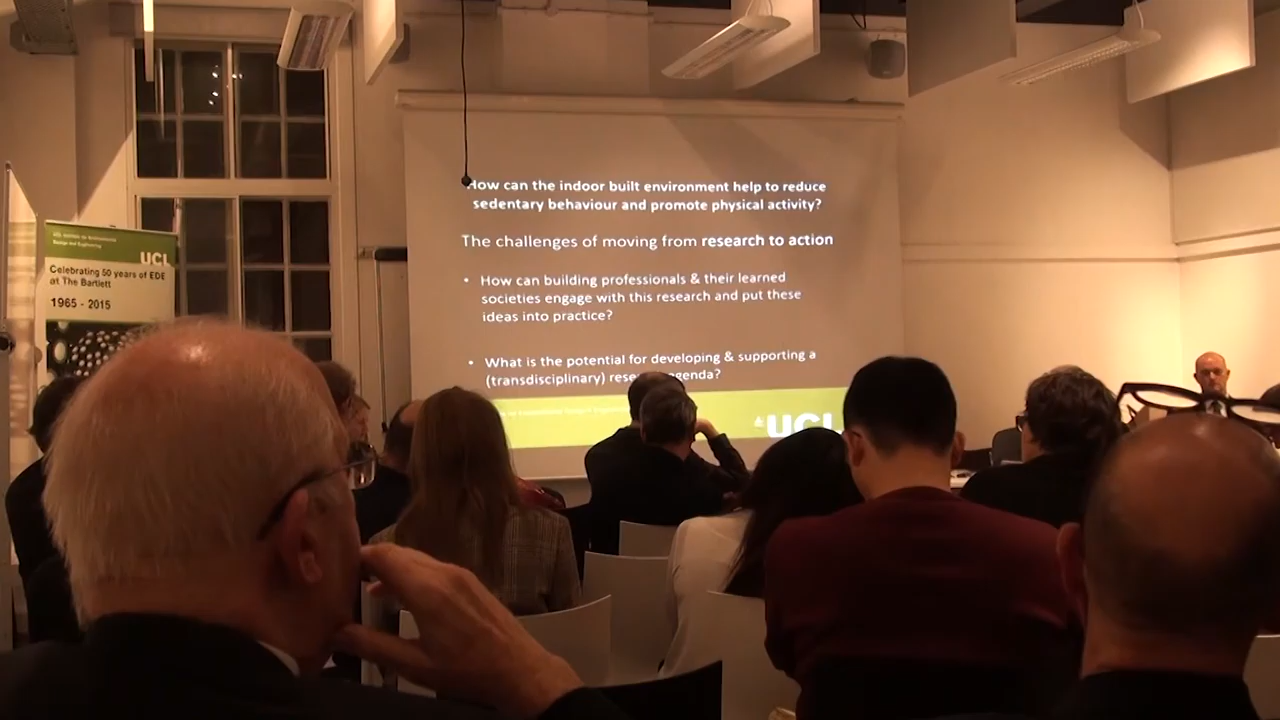 How can the indoor built environment help to reduce
sedentary behaviour and promote physical activity?
The challenges of moving from research to action
• How can building professionals & their learned
societies engage with this research and put these
ideas into practice?
• What is the potential for developing & supporting a
(transdisciplinary) agenda?
UCL
UCL
Celebrating 50 years of EDE
at The Bartlett
1965 - 2015